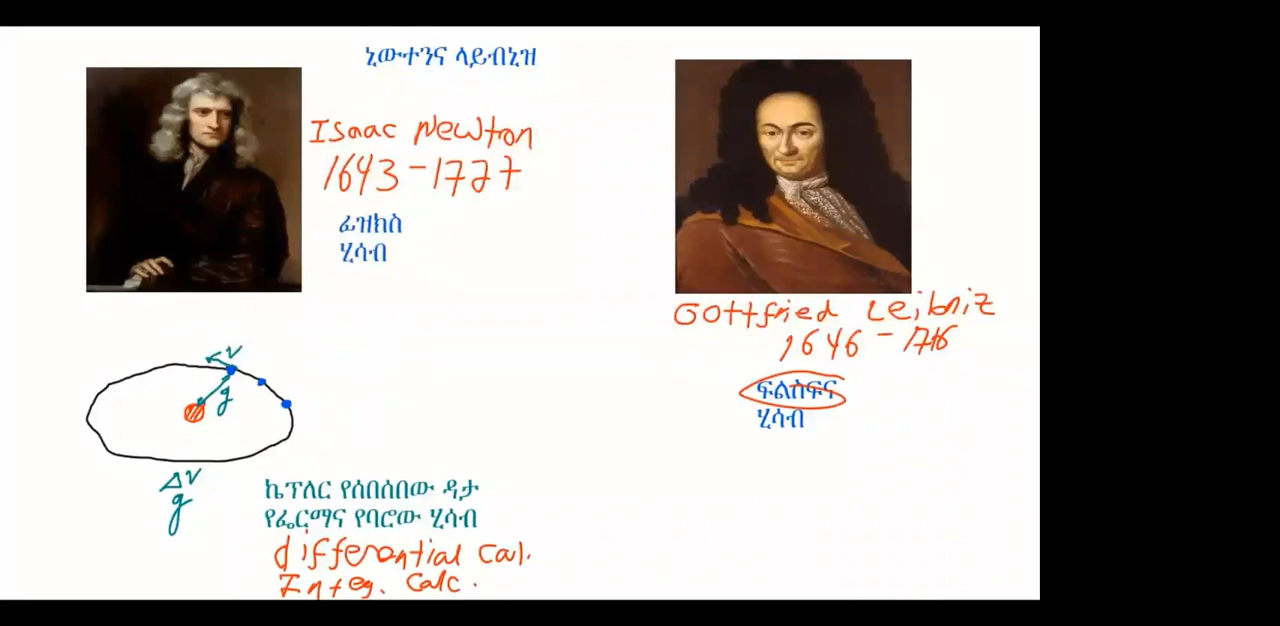 ኒውተንና ላይብኒዝ
Isaac Newton
1643-1727
ፊዝክስ
ሂሳብ
Gottfried Leibniz
1646-1716
ፍልስፍና
ሂሳብ
v
g
Δv
g
ኬፕለር የሰበሰበው ዳታ
የፌርማና የባሮው ሂሳብ
differential cal.
Integ. Calc.